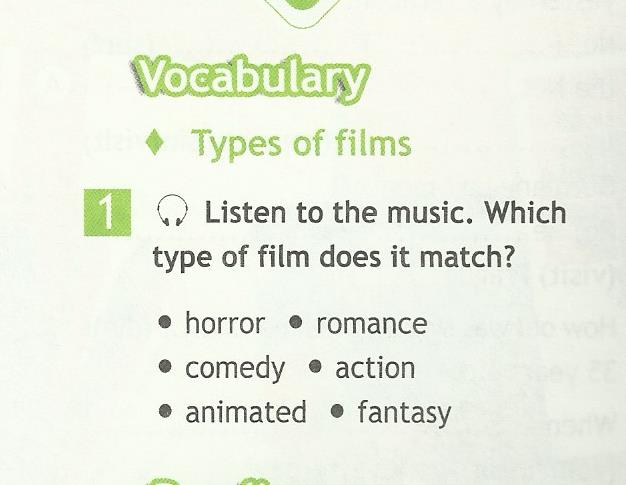 Vocabulary
♦ Types of films
1 Listen to the music. Which
type of film does it match?
• horror • romance
• comedy • action
• animated • fantasy